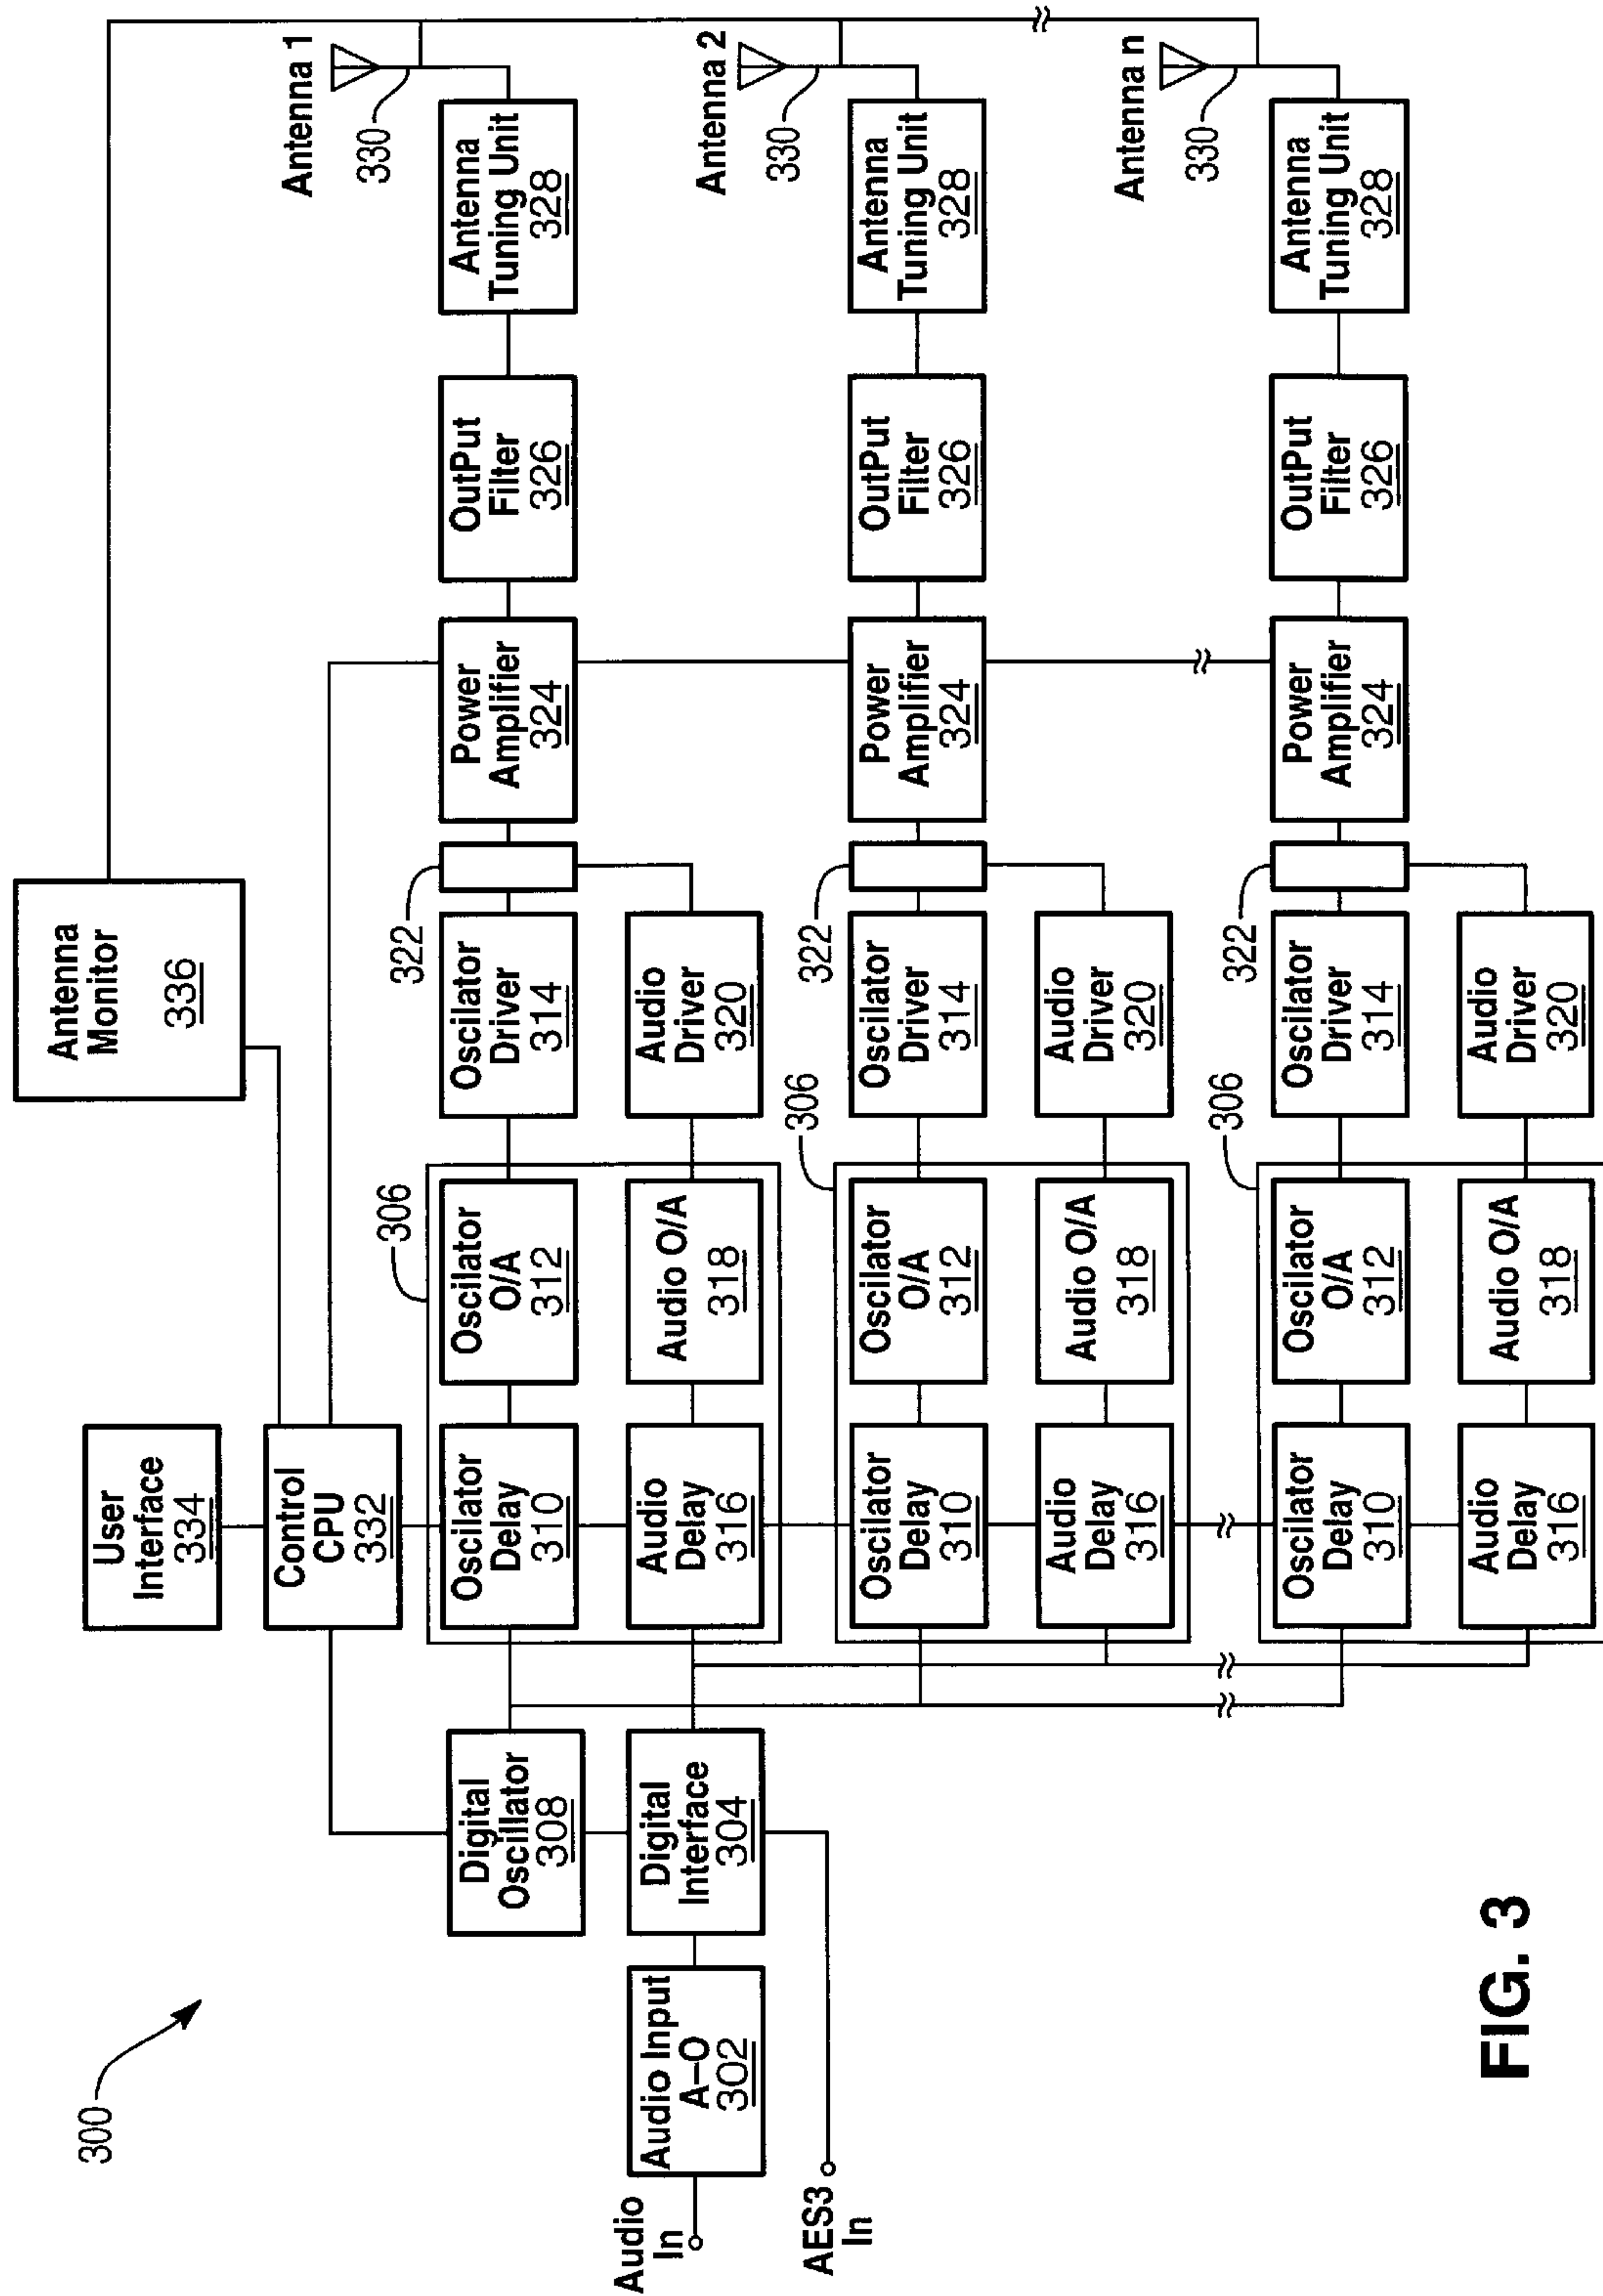 300
Audio
In
AES3
In
Audio Input
A–O
302
Digital
Oscillator
308
Digital
Interface
304
User
Interface
334
Control
CPU
332
Antenna
Monitor
336
306
Oscilator
Delay
310
Oscilator
O/A
312
Oscilator
Driver
314
322
Power
Amplifier
324
OutPut
Filter
326
Antenna
Tuning Unit
328
Antenna 1
330
Audio
Delay
316
Audio O/A
318
Audio
Driver
320
306
Oscilator
Delay
310
Oscilator
O/A
312
Oscilator
Driver
314
322
Power
Amplifier
324
OutPut
Filter
326
Antenna
Tuning Unit
328
Antenna 2
330
Audio
Delay
316
Audio O/A
318
Audio
Driver
320
306
Oscilator
Delay
310
Oscilator
O/A
312
Oscilator
Driver
314
322
Power
Amplifier
324
OutPut
Filter
326
Antenna
Tuning Unit
328
Antenna n
330
Audio
Delay
316
Audio O/A
318
Audio
Driver
320
FIG. 3